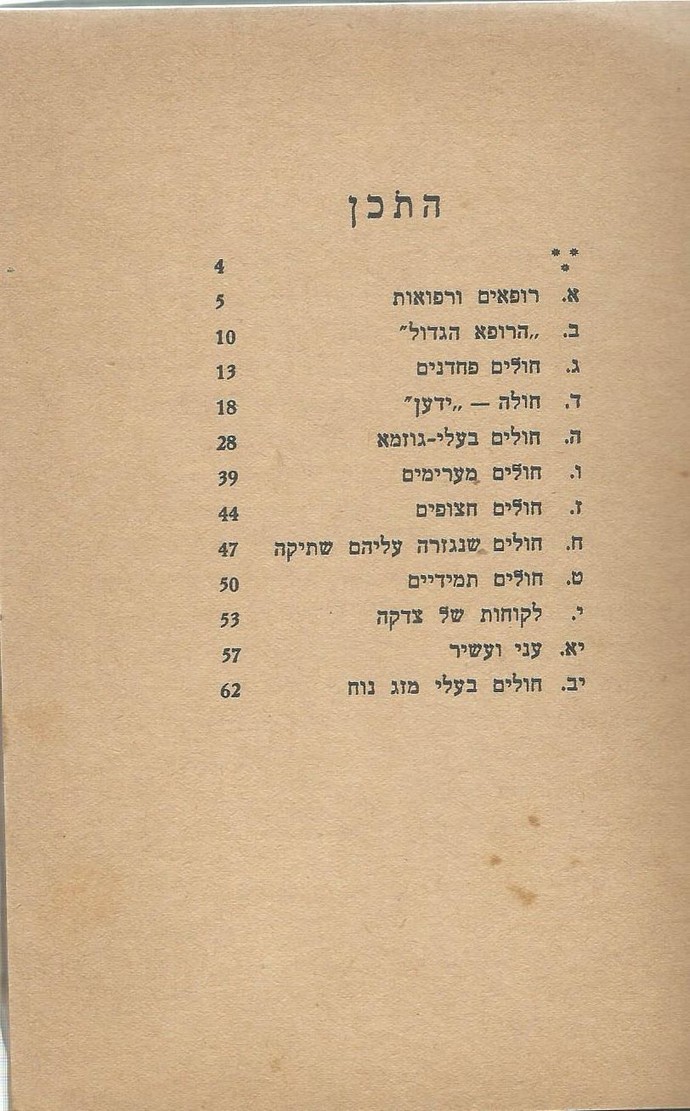 התכן
*** 4
א. רופאים ורפואות 5
ב. „הרופא הגדול” 10
ג. חולים פחדנים 13
ד. חולה — „ידען” 18
ה. חולים בעלי-גוזמא 28
ו. חולים מערימים 39
ז. חולים חצופים 44
ח. חולים שנגזרה עליהם שתיקה 47
ט. חולים תמידיים 50
י. לקוחות של צדקה 53
יא. עני ועשיר 57
יב. חולים בעלי מזג נוח 62